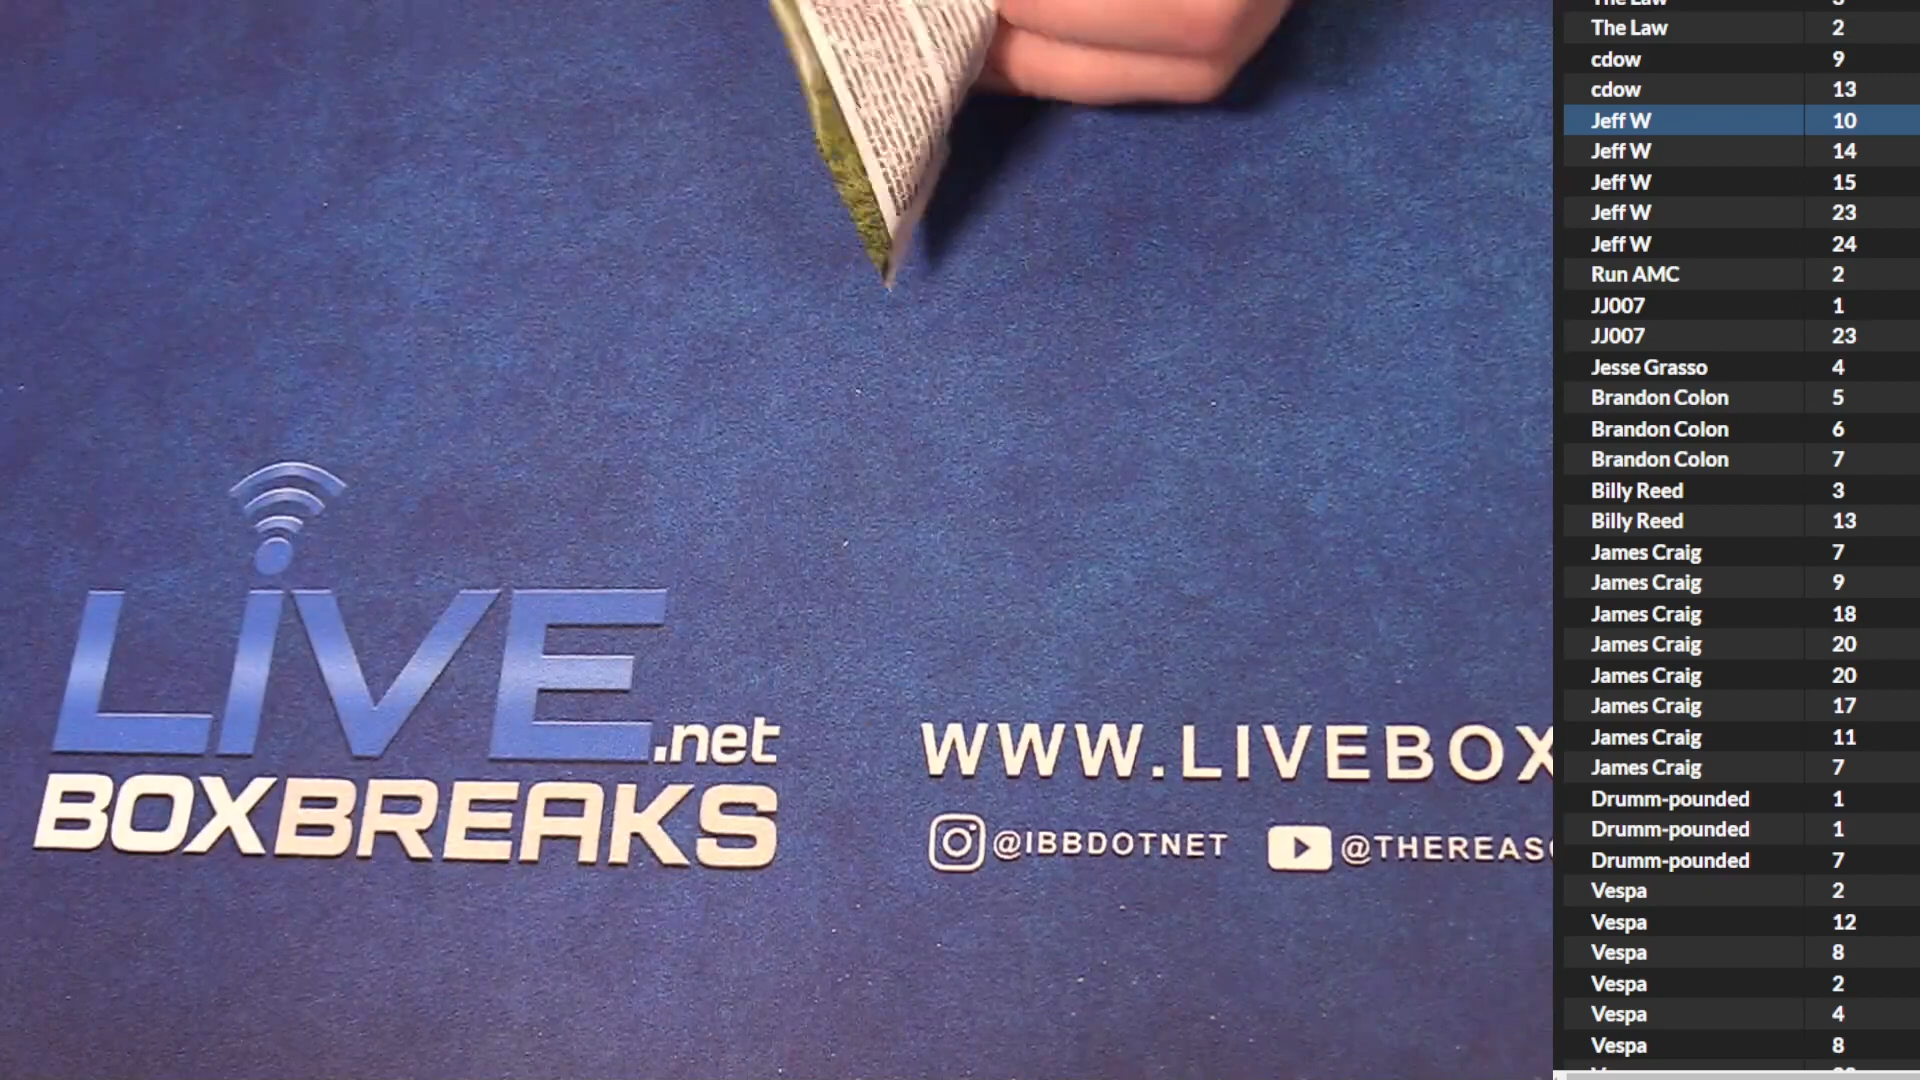 The Law 3
The Law 2
cdow 9
cdow 13
Jeff W 10
Jeff W 14
Jeff W 15
Jeff W 23
Jeff W 24
Run AMC 2
JJ007 1
JJ007 23
Jesse Grasso 4
Brandon Colon 5
Brandon Colon 6
Brandon Colon 7
Billy Reed 3
Billy Reed 13
James Craig 7
James Craig 9
James Craig 18
James Craig 20
James Craig 20
James Craig 17
James Craig 11
James Craig 7
Drumm-pounded 1
Drumm-pounded 1
Drumm-pounded 7
Vespa 2
Vespa 12
Vespa 8
Vespa 2
Vespa 4
Vespa 8
LIVE.net
BOXBREAKS
WWW.LIVEBOX
@IBBDOTNET @THEREAS